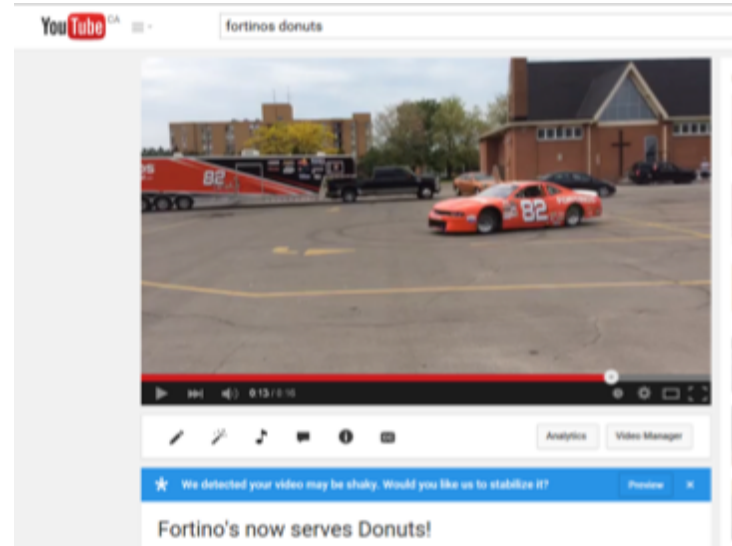 YouTube CA
fortinos donuts
82
82
0:13 / 0:16
Analytics
Video Manager
We detected your video may be shaky. Would you like us to stabilize it?
Preview
Fortino's now serves Donuts!